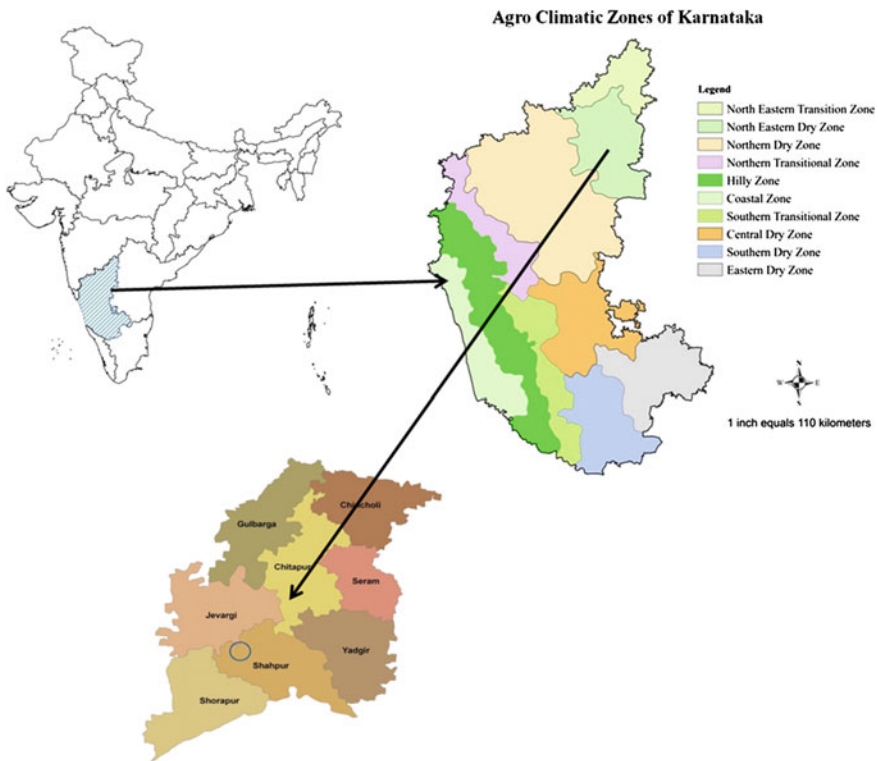 Agro Climatic Zones of Karnataka
Legend
North Eastern Transition Zone
North Eastern Dry Zone
Northern Dry Zone
Northern Transitional Zone
Hilly Zone
Coastal Zone
Southern Transitional Zone
Central Dry Zone
Southern Dry Zone
Eastern Dry Zone
N
W E
1 inch equals 110 kilometers
Gulbarga
Chincholi
Chitapur
Seram
Jevargi
Yadgir
Shahpur
Shorapur